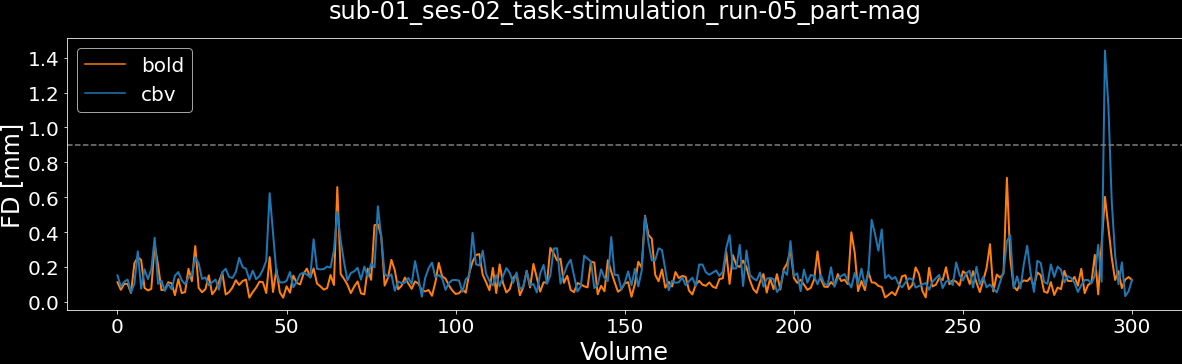 sub-01_ses-02_task-stimulation_run-05_part-mag
bold
cbv
FD [mm]
1.4
1.2
1.0
0.8
0.6
0.4
0.2
0.0
0 50 100 150 200 250 300
Volume